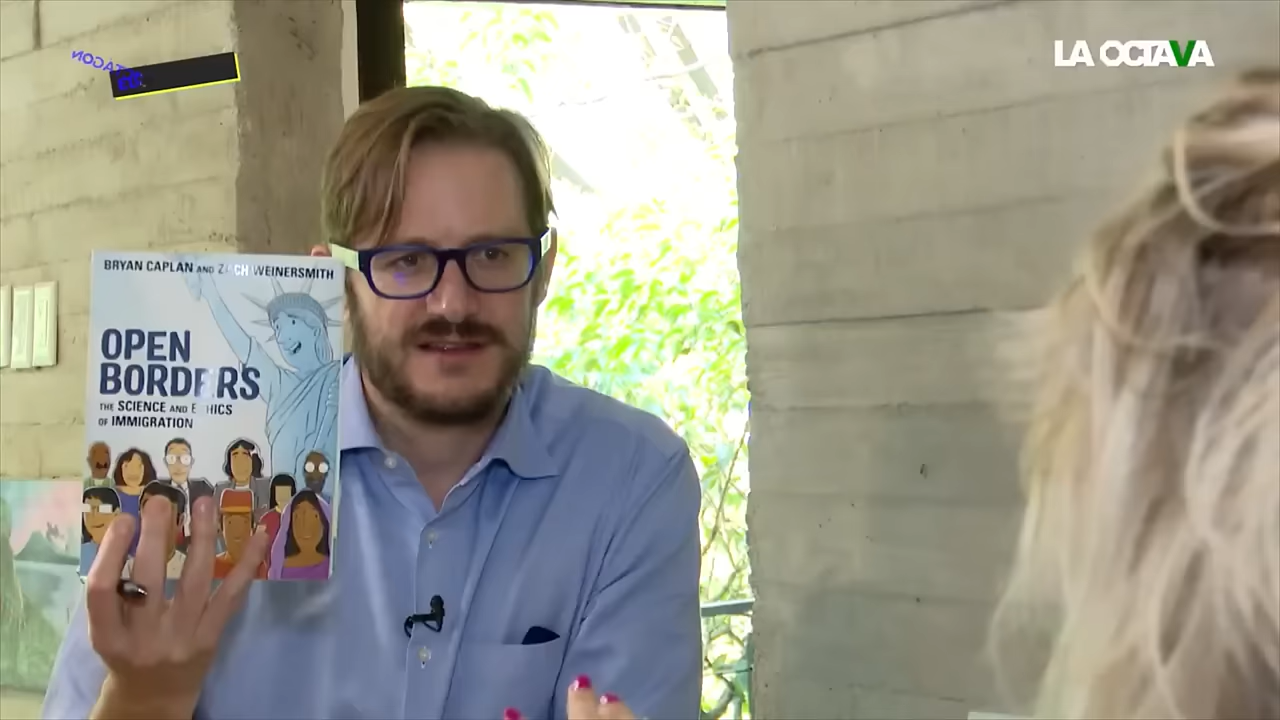 LA OCTAVA
BRYAN CAPLAN AND ZACH WEINERSMITH
OPEN
BORDERS
THE SCIENCE AND ETHICS
OF IMMIGRATION